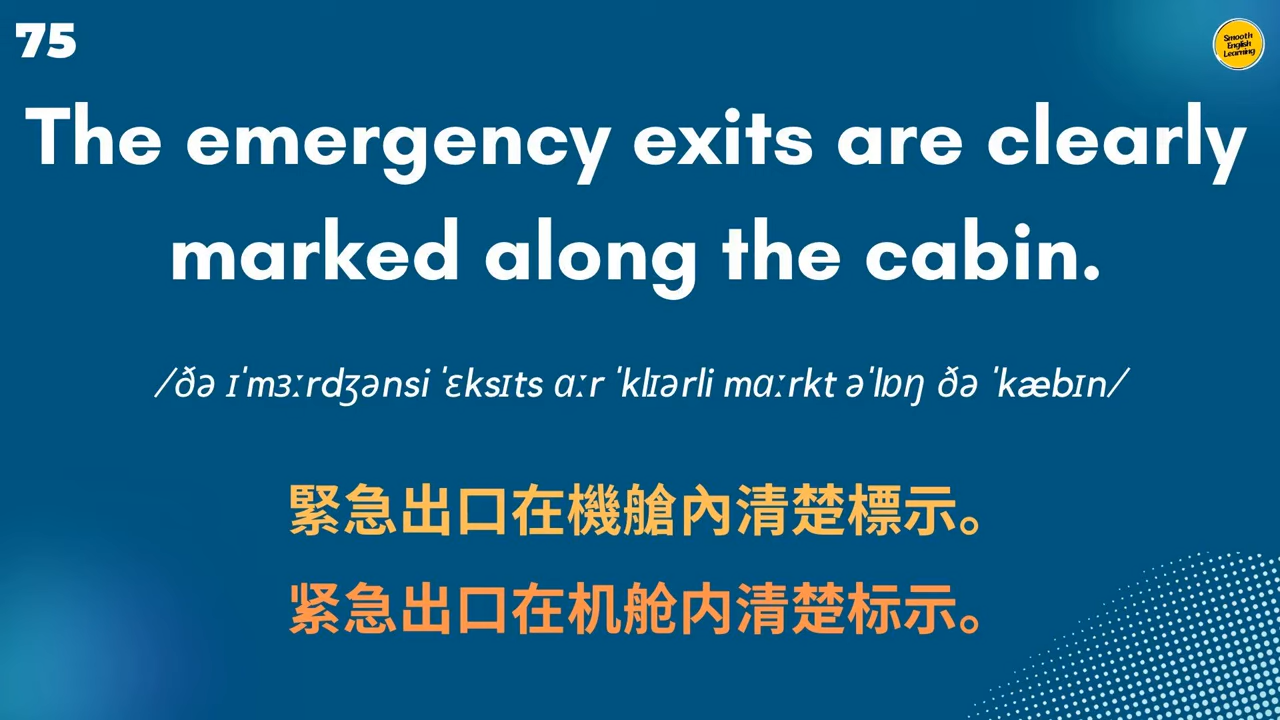 75
Smooth
English
Learning
The emergency exits are clearly
marked along the cabin.
/ðə ɪˈmɜːrdʒənsi ˈɛksɪts ɑːr ˈklɪərli mɑːrkt əˈlɒŋ ðə ˈkæbɪn/
緊急出口在機艙內清楚標示。
紧急出口在机舱内清楚标示。